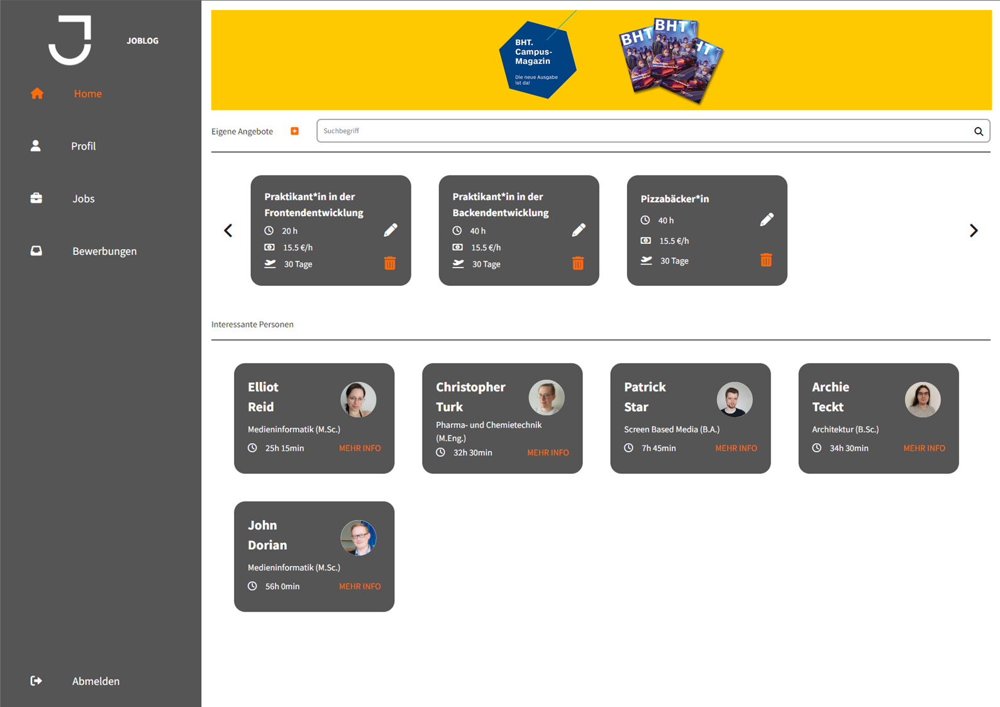 JOBLOG
Home
Profil
Jobs
Bewerbungen
Abmelden
BHT.
Campus-
Magazin
Die neue Ausgabe
ist da!
BHT
BHT
HT
Eigene Angebote
Suchbegriff
Praktikant*in in der
Frontendentwicklung
20 h
15.5 €/h
30 Tage
Praktikant*in in der
Backendentwicklung
40 h
15.5 €/h
30 Tage
Pizzabäcker*in
40 h
15.5 €/h
30 Tage
Interessante Personen
Elliot
Reid
Medieninformatik (M.Sc.)
25h 15min
MEHR INFO
Christopher
Turk
Pharma- und Chemietechnik
(M.Eng.)
32h 30min
MEHR INFO
Patrick
Star
Screen Based Media (B.A.)
7h 45min
MEHR INFO
Archie
Teckt
Architektur (B.Sc.)
34h 30min
MEHR INFO
John
Dorian
Medieninformatik (M.Sc.)
56h 0min
MEHR INFO